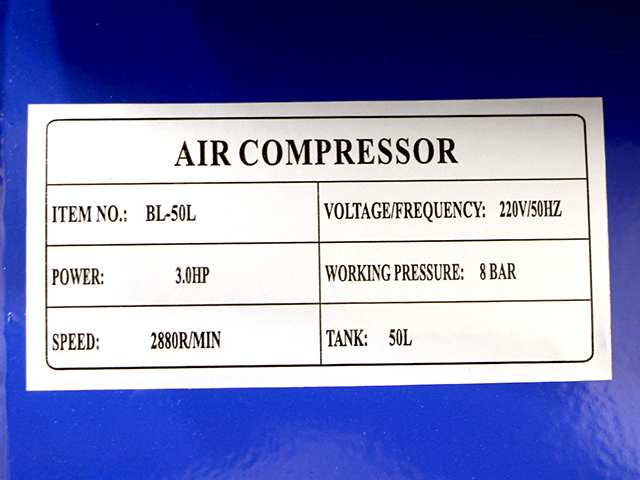 AIR COMPRESSOR
ITEM NO.: BL-50L VOLTAGE/FREQUENCY: 220V/50HZ
POWER: 3.0HP WORKING PRESSURE: 8 BAR
SPEED: 2880R/MIN TANK: 50L